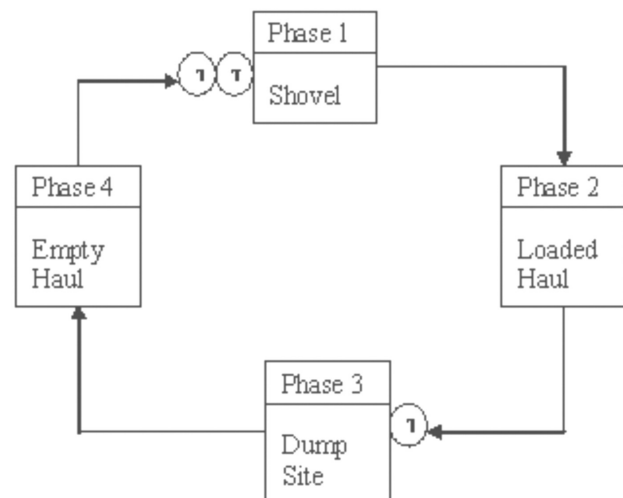 Phase 1
Shovel
Phase 4
Empty
Haul
Phase 2
Loaded
Haul
Phase 3
Dump
Site